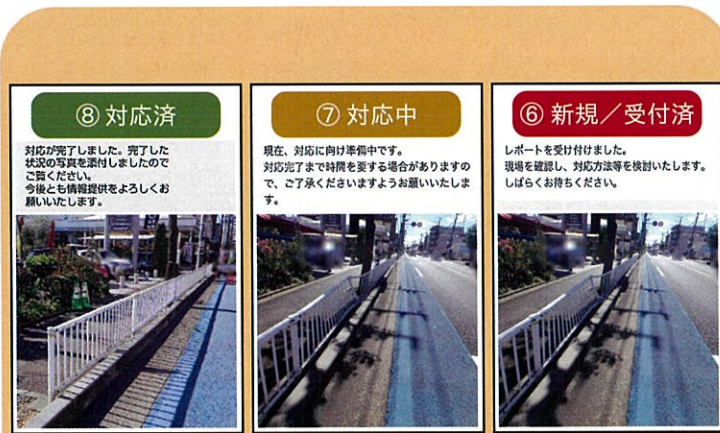 ⑧ 対応済
対応が完了しました。完了した
状況の写真を添付しましたので
ご覧ください。
今後とも情報提供をよろしくお
願いいたします。
⑦ 対応中
現在、対応に向け準備中です。
対応完了まで時間を要する場合がありますの
で、ご了承くださいますようお願いいたしま
す。
⑥ 新規／受付済
レポートを受け付けました。
現場を確認し、対応方法等を検討いたします。
しばらくお待ちください。